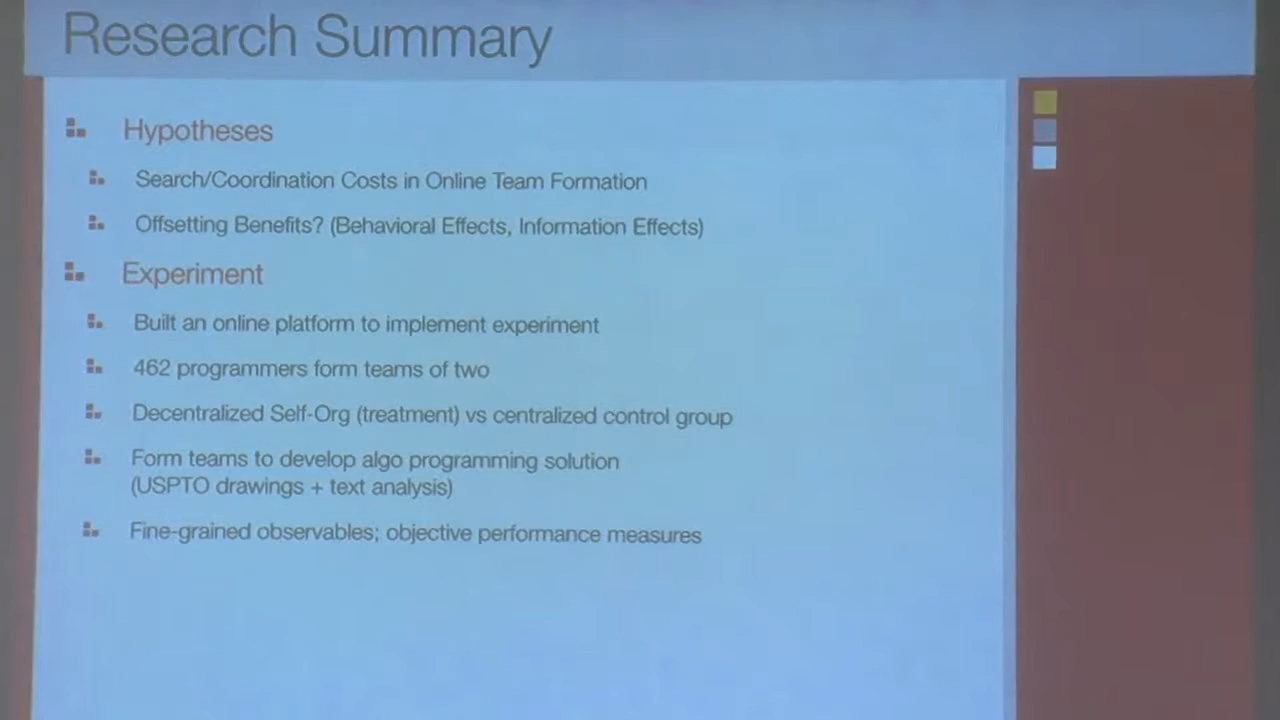 Research Summary
Hypotheses
Search/Coordination Costs in Online Team Formation
Offsetting Benefits? (Behavioral Effects, Information Effects)
Experiment
Built an online platform to implement experiment
462 programmers form teams of two
Decentralized Self-Org (treatment) vs centralized control group
Form teams to develop algo programming solution
(USPTO drawings + text analysis)
Fine-grained observables; objective performance measures